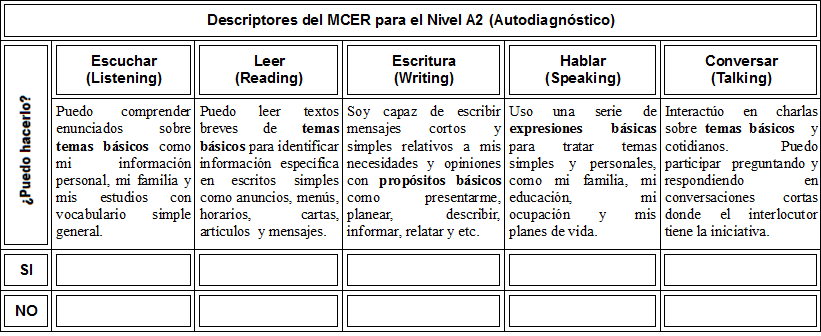 Descriptores del MCER para el Nivel A2 (Autodiagnóstico)
¿Puedo hacerlo?
Escuchar
(Listening)
Leer
(Reading)
Escritura
(Writing)
Hablar
(Speaking)
Conversar
(Talking)
Puedo comprender
enunciados sobre
temas básicos como
mi información
personal, mi familia y
mis estudios con
vocabulario simple
general.
Puedo leer textos
breves de temas
básicos para identificar
información especifica
en escritos simples
como anuncios, menús,
horarios, cartas,
artículos y mensajes.
Soy capaz de escribir
mensajes cortos y
simples relativos a mis
necesidades y opiniones
con propósitos básicos
como presentarme,
planear, describir,
informar, relatar y etc.
Uso una serie de
expresiones básicas
para tratar temas
simples y personales,
como mi familia, mi
educación, mi
ocupación y mis
planes de vida.
Interactúo en charlas
sobre temas básicos y
cotidianos. Puedo
participar preguntando y
respondiendo en
conversaciones cortas
donde el interlocutor
tiene la iniciativa.
SI
NO